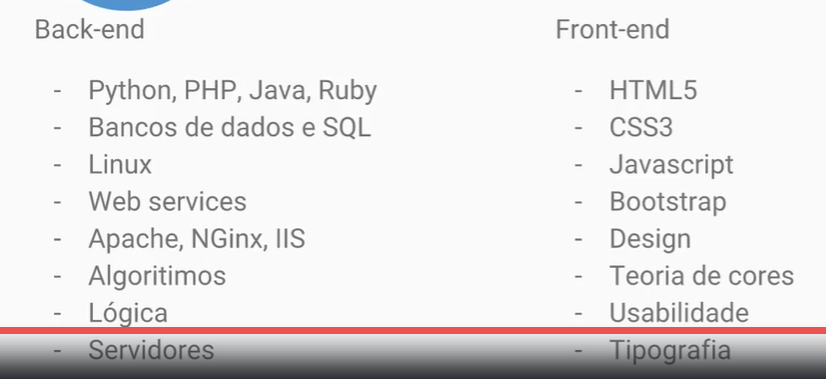 Back-end
- Python, PHP, Java, Ruby
- Bancos de dados e SQL
- Linux
- Web services
- Apache, NGinx, IIS
- Algoritimos
- Lógica
- Servidores
Front-end
- HTML5
- CSS3
- Javascript
- Bootstrap
- Design
- Teoria de cores
- Usabilidade
- Tipografia